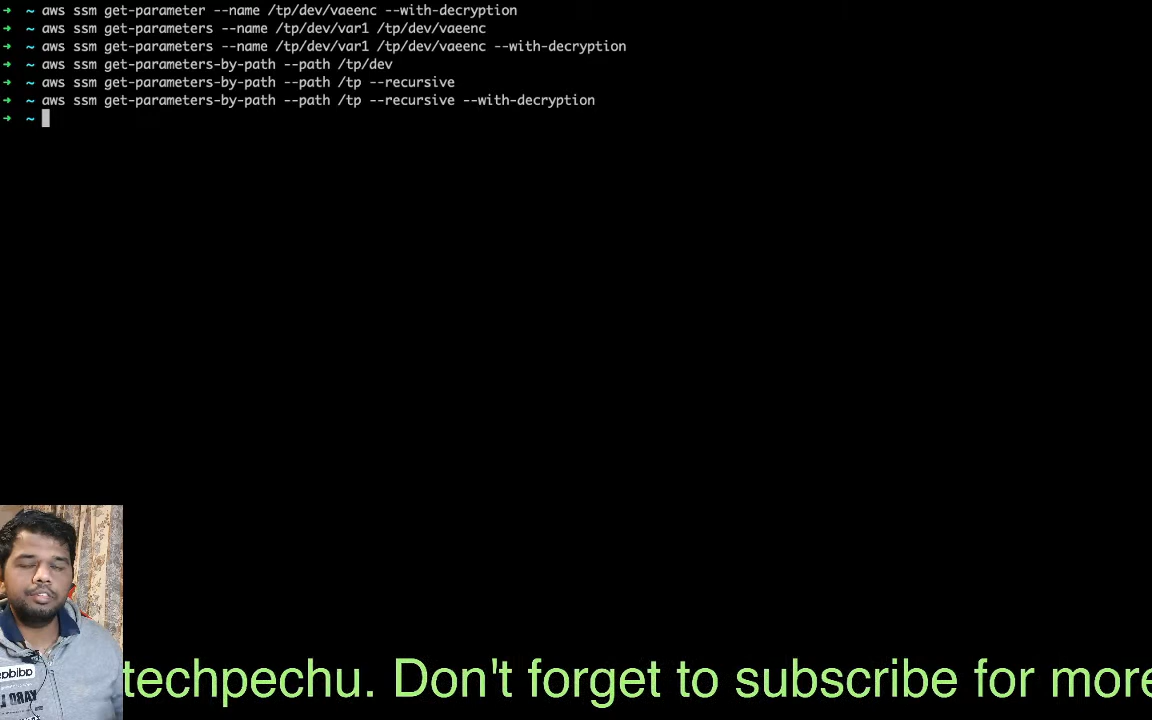 ➜ ~ aws ssm get-parameter --name /tp/dev/vaeenc --with-decryption
➜ ~ aws ssm get-parameters --name /tp/dev/var1 /tp/dev/vaeenc
➜ ~ aws ssm get-parameters --name /tp/dev/var1 /tp/dev/vaeenc --with-decryption
➜ ~ aws ssm get-parameters-by-path --path /tp/dev
➜ ~ aws ssm get-parameters-by-path --path /tp --recursive
➜ ~ aws ssm get-parameters-by-path --path /tp --recursive --with-decryption
➜ ~
techpechu. Don't forget to subscribe for more